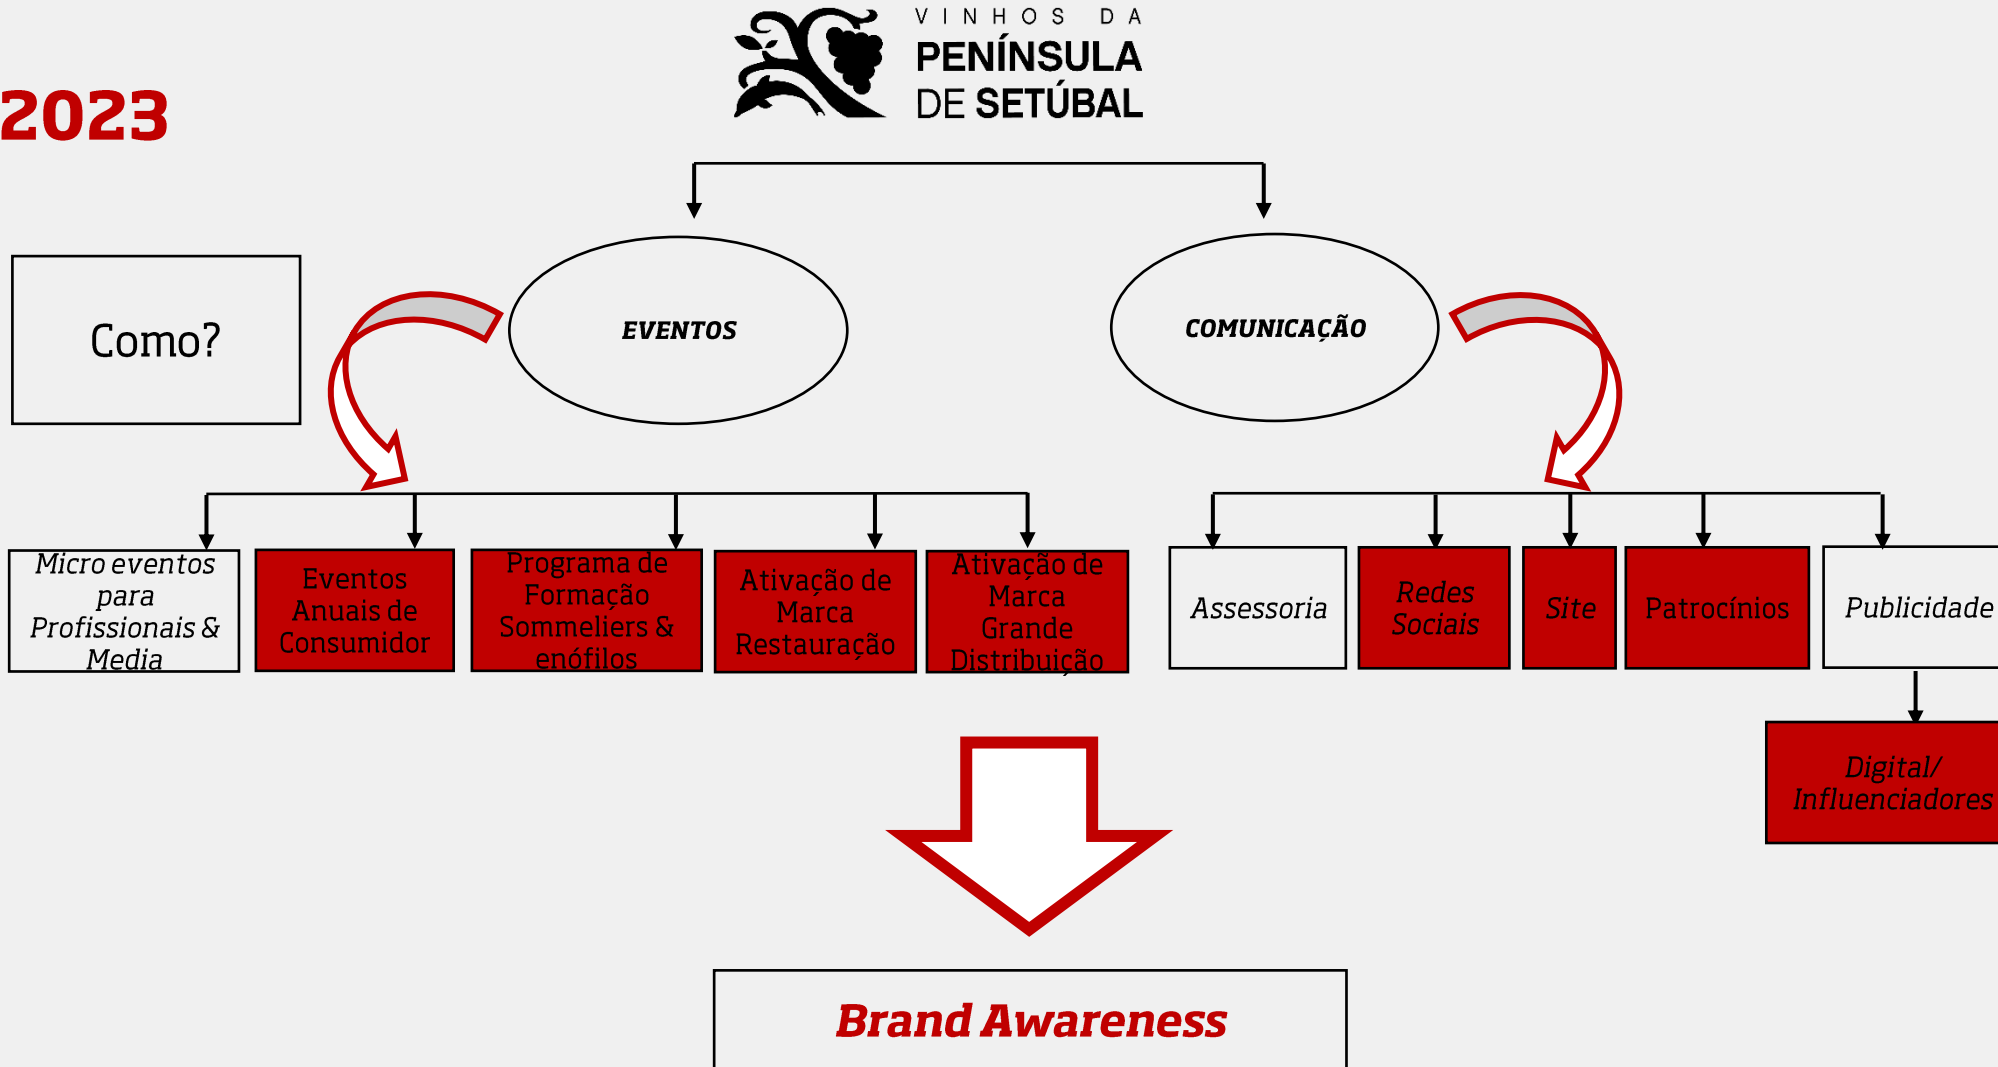 VINHOS DA
PENÍNSULA
DE SETÚBAL
2023
Como?
EVENTOS
COMUNICAÇÃO
Micro eventos
para
Profissionais &
Media
Eventos
Anuais de
Consumidor
Programa de
Formação
Sommeliers &
enófilos
Ativação de
Marca
Restauração
Ativação de
Marca
Grande
Distribuição
Assessoria
Redes
Sociais
Site
Patrocínios
Publicidade
Digital/
Influenciadores
Brand Awareness